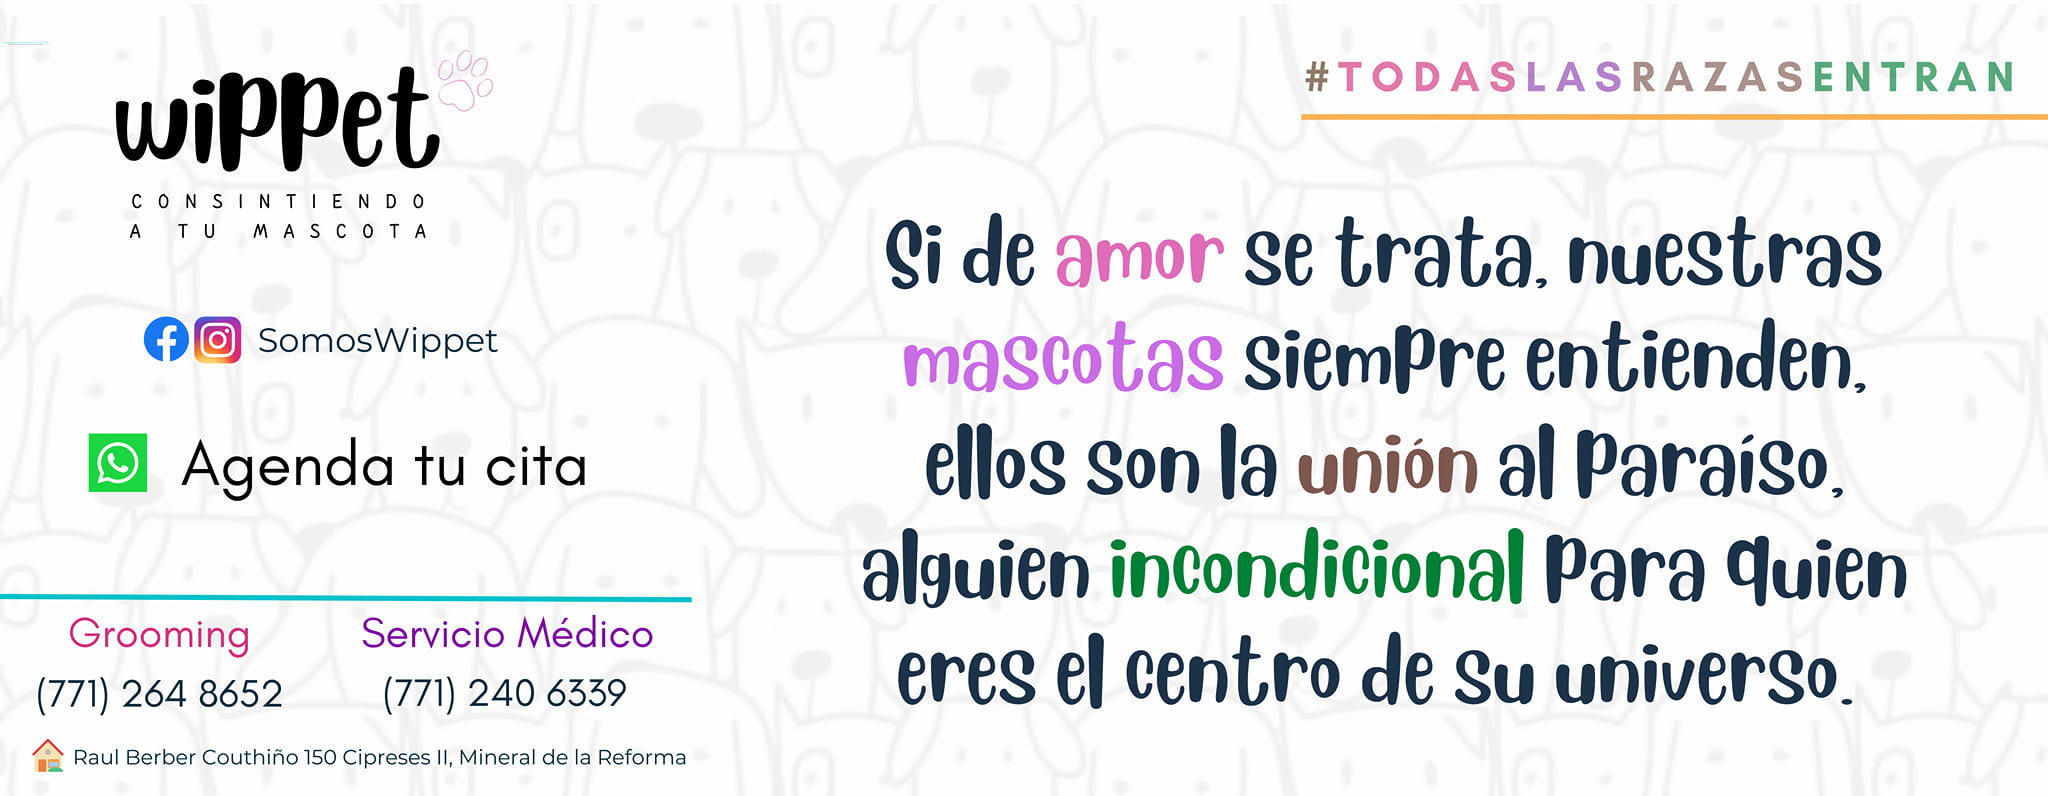 wippet
CONSINTIENDO
A TU MASCOTA
SomosWippet
Agenda tu cita
Grooming
(771) 264 8652
Servicio Médico
(771) 240 6339
Raul Berber Couthiño 150 Cipreses II, Mineral de la Reforma
#TODASLASRAZASENTRAN
Si de amor se trata, nuestras
mascotas siempre entienden,
ellos son la unión al Paraíso,
alguien incondicional para quien
eres el centro de su universo.